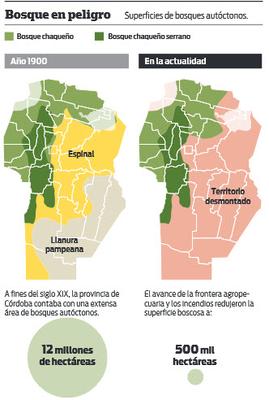 Bosque en peligro
Superficies de bosques autóctonos.
Bosque chaqueño
Bosque chaqueño serrano
Año 1900
En la actualidad
Espinal
Llanura
pampeana
Territorio
desmontado
A fines del siglo XIX, la provincia de
Córdoba contaba con una extensa
área de bosques autóctonos.
12 millones
de hectáreas
El avance de la frontera agrope-
cuaria y los incendios redujeron la
superficie boscosa a:
500 mil
hectáreas